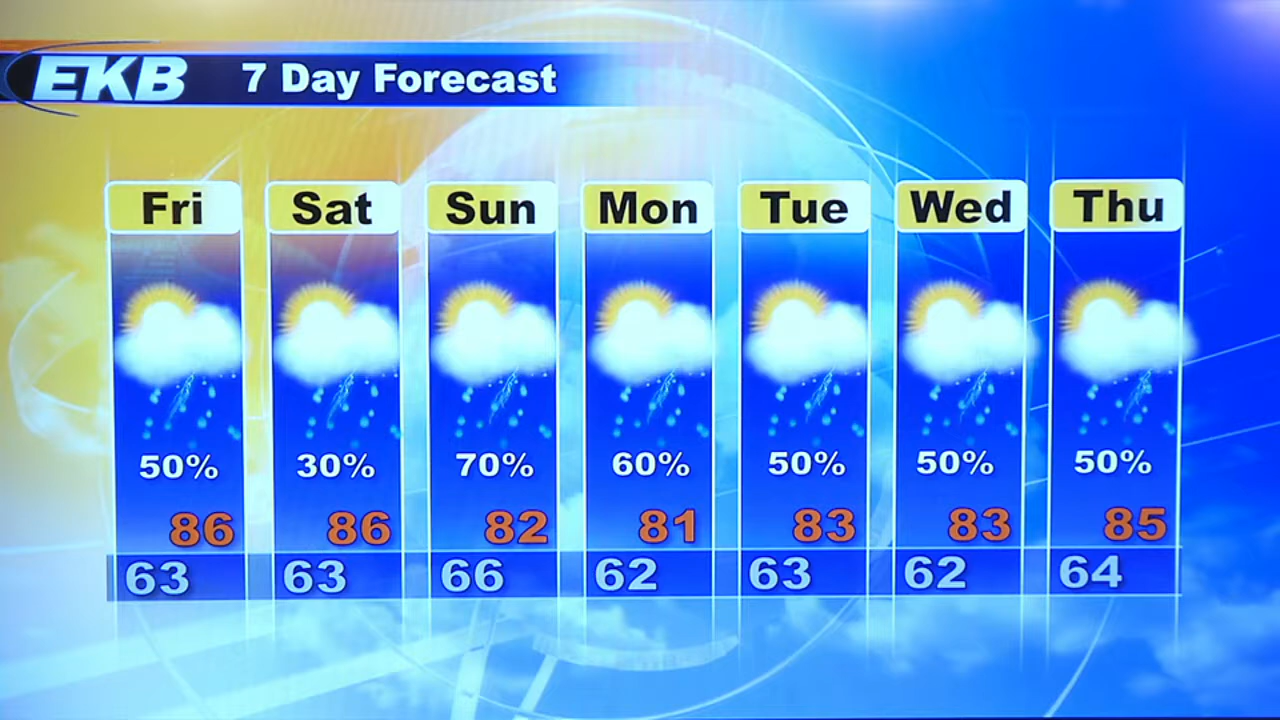 EKB 7 Day Forecast
Fri Sat Sun Mon Tue Wed Thu
50% 30% 70% 60% 50% 50% 50%
86 86 82 81 83 83 85
63 63 66 62 63 62 64